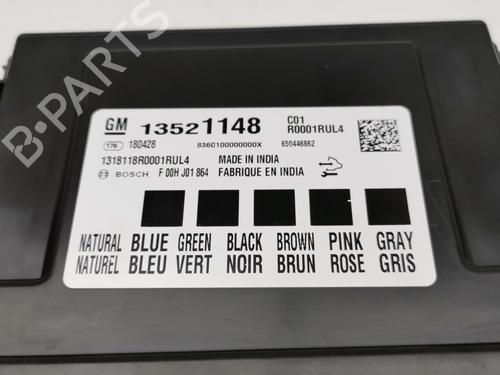 GM 13521148 C01
R0001RUL4
176 180428 8360100000000X 650446862
1318118R0001RUL4 MADE IN INDIA
BOSCH F 00H J01 864 FABRIQUE EN INDIA
NATURAL BLUE GREEN BLACK BROWN PINK GRAY
NATUREL BLEU VERT NOIR BRUN ROSE GRIS
B-PARTS